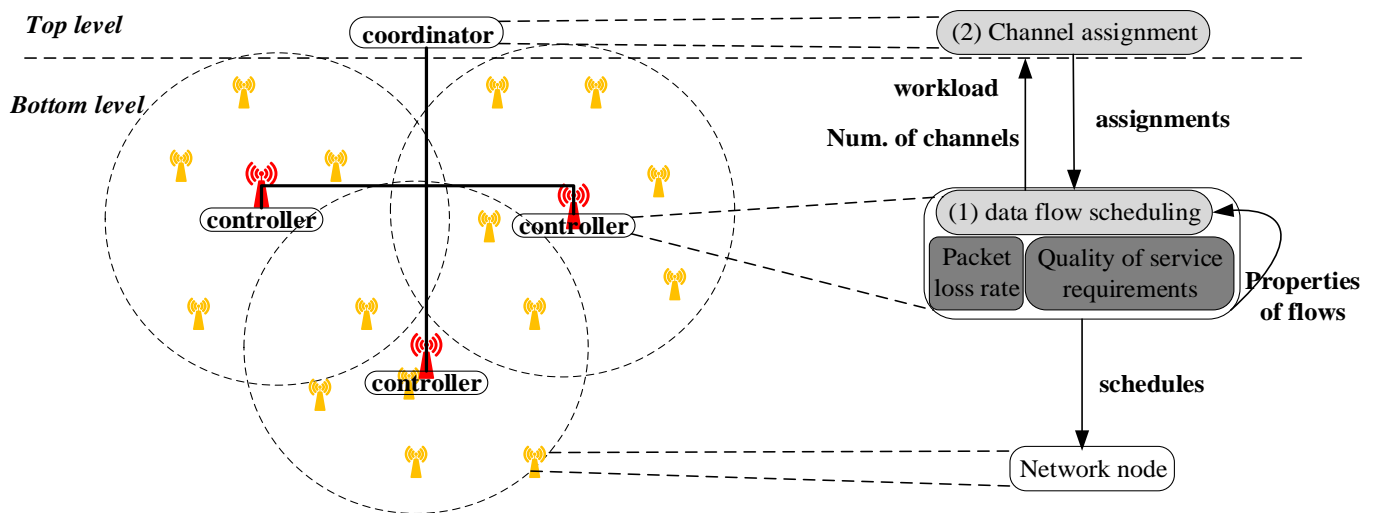 Top level
coordinator
(2) Channel assignment
Bottom level
workload
Num. of channels
assignments
controller
controller
controller
(1) data flow scheduling
Packet
loss rate
Quality of service
requirements
Properties
of flows
schedules
Network node